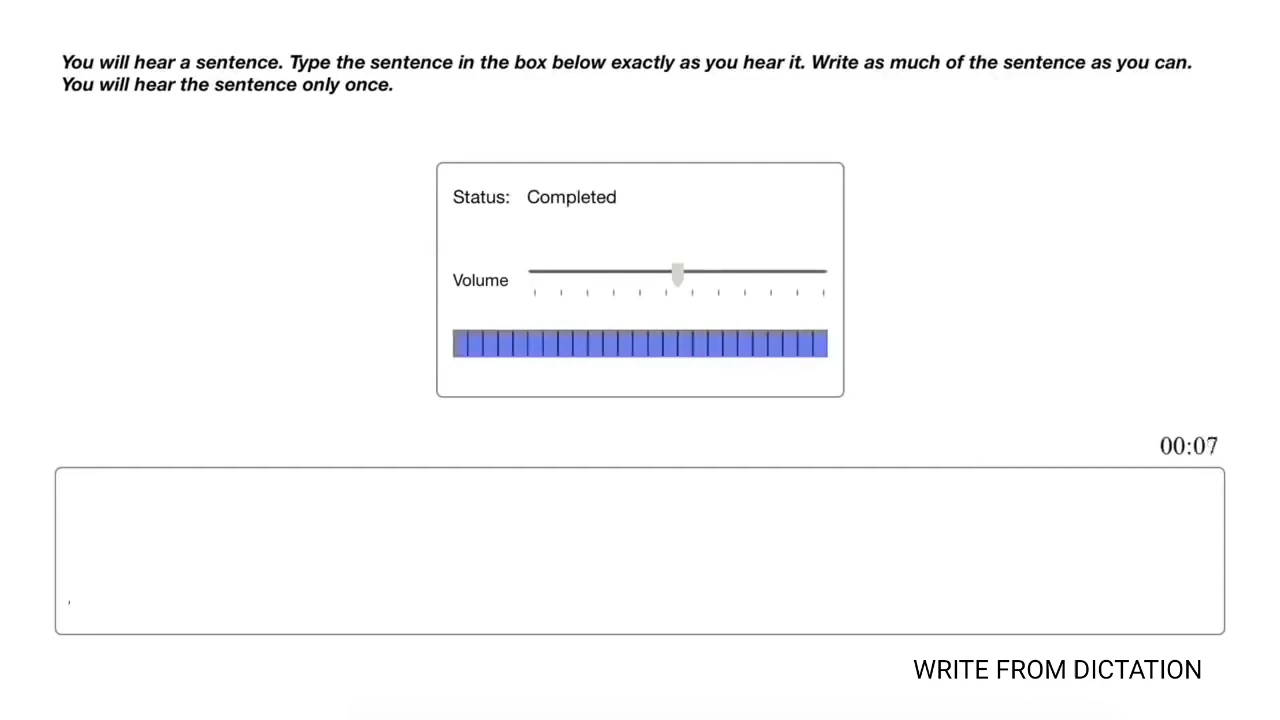 You will hear a sentence. Type the sentence in the box below exactly as you hear it. Write as much of the sentence as you can.
You will hear the sentence only once.
Status: Completed
Volume
00:07
WRITE FROM DICTATION